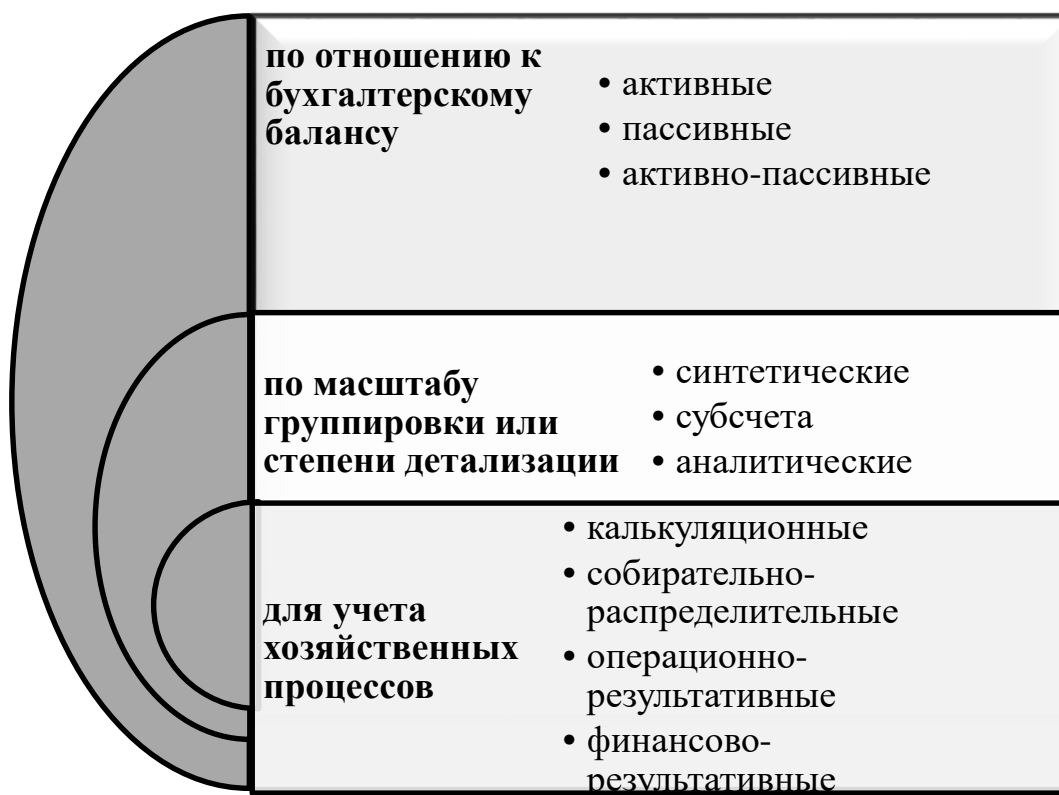 по отношению к
бухгалтерскому
балансу
• активные
• пассивные
• активно-пассивные
по масштабу
группировки или
степени детализации
• синтетические
• субсчета
• аналитические
для учета
хозяйственных
процессов
• калькуляционные
• собирательно-
распределительные
• операционно-
результативные
• финансово-
результативные